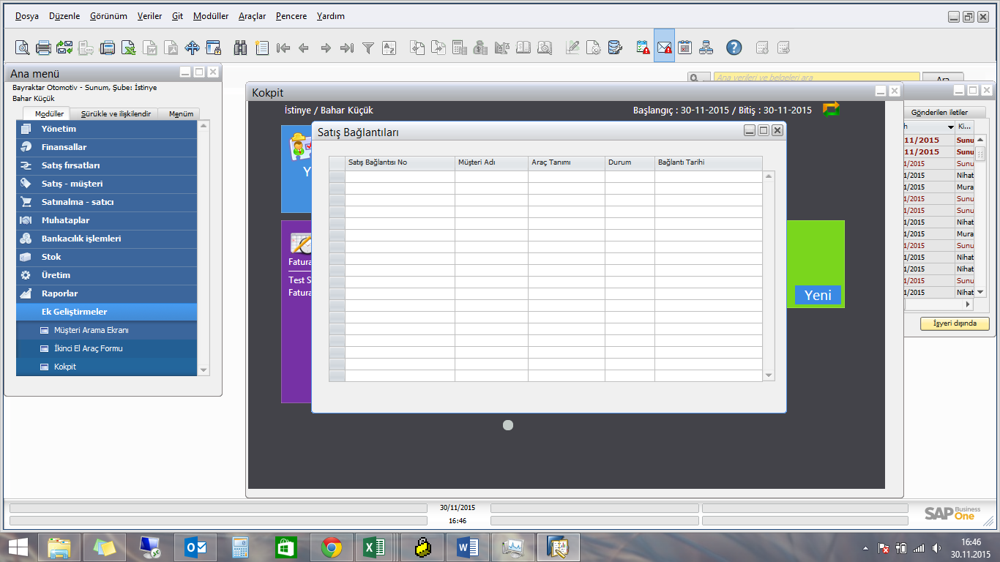 Dosya Düzenle Görünüm Veriler Git Modüller Araçlar Pencere Yardım
Ana menü
Bayraktar Otomotiv - Sunum, Şube: İstinye
Bahar Küçük
Modüller Sürükle ve ilişkilendir Menüm
Yönetim
Finansallar
Satış fırsatları
Satış - müşteri
Satınalma - satıcı
Muhataplar
Bankacılık işlemleri
Stok
Üretim
Raporlar
Ek Geliştirmeler
Müşteri Arama Ekranı
İkinci El Araç Formu
Kokpit
Ana verileri ve belgeleri ara
Kokpit
İstinye / Bahar Küçük Başlangıç : 30-11-2015 / Bitiş : 30-11-2015
Y
Fatura
Test S
Fatura
Yeni
Satış Bağlantıları
Satış Bağlantısı No Müşteri Adı Araç Tanımı Durum Bağlantı Tarihi
Gönderilen iletiler
h Ki...
11/2015 Sunu
11/2015 Sunu
1/2015 Sunu
1/2015 Nihat
1/2015 Mura
1/2015 Sunu
1/2015 Sunu
1/2015 Nihat
1/2015 Mura
1/2015 Sunu
1/2015 Nihat
1/2015 Nihat
1/2015 Sunu
1/2015 Nihat
İşyeri dışında
30/11/2015
16:46
SAP Business One
16:46
30.11.2015